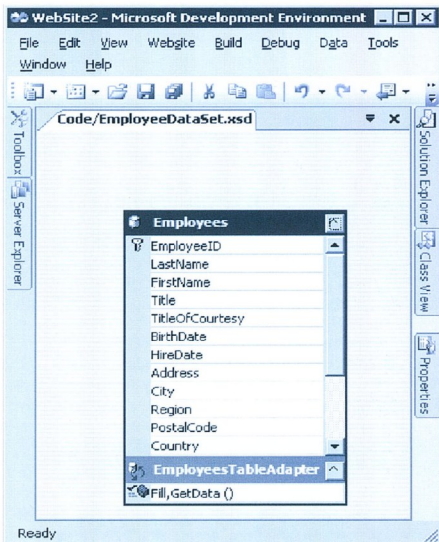 WebSite2 - Microsoft Development Environment
File Edit View Website Build Debug Data Tools
Window Help
Code/EmployeeDataSet.xsd
Toolbox
Server Explorer
Solution Explorer
Class View
Properties
Employees
EmployeeID
LastName
FirstName
Title
TitleOfCourtesy
BirthDate
HireDate
Address
City
Region
PostalCode
Country
EmployeesTableAdapter
Fill,GetData ()
Ready